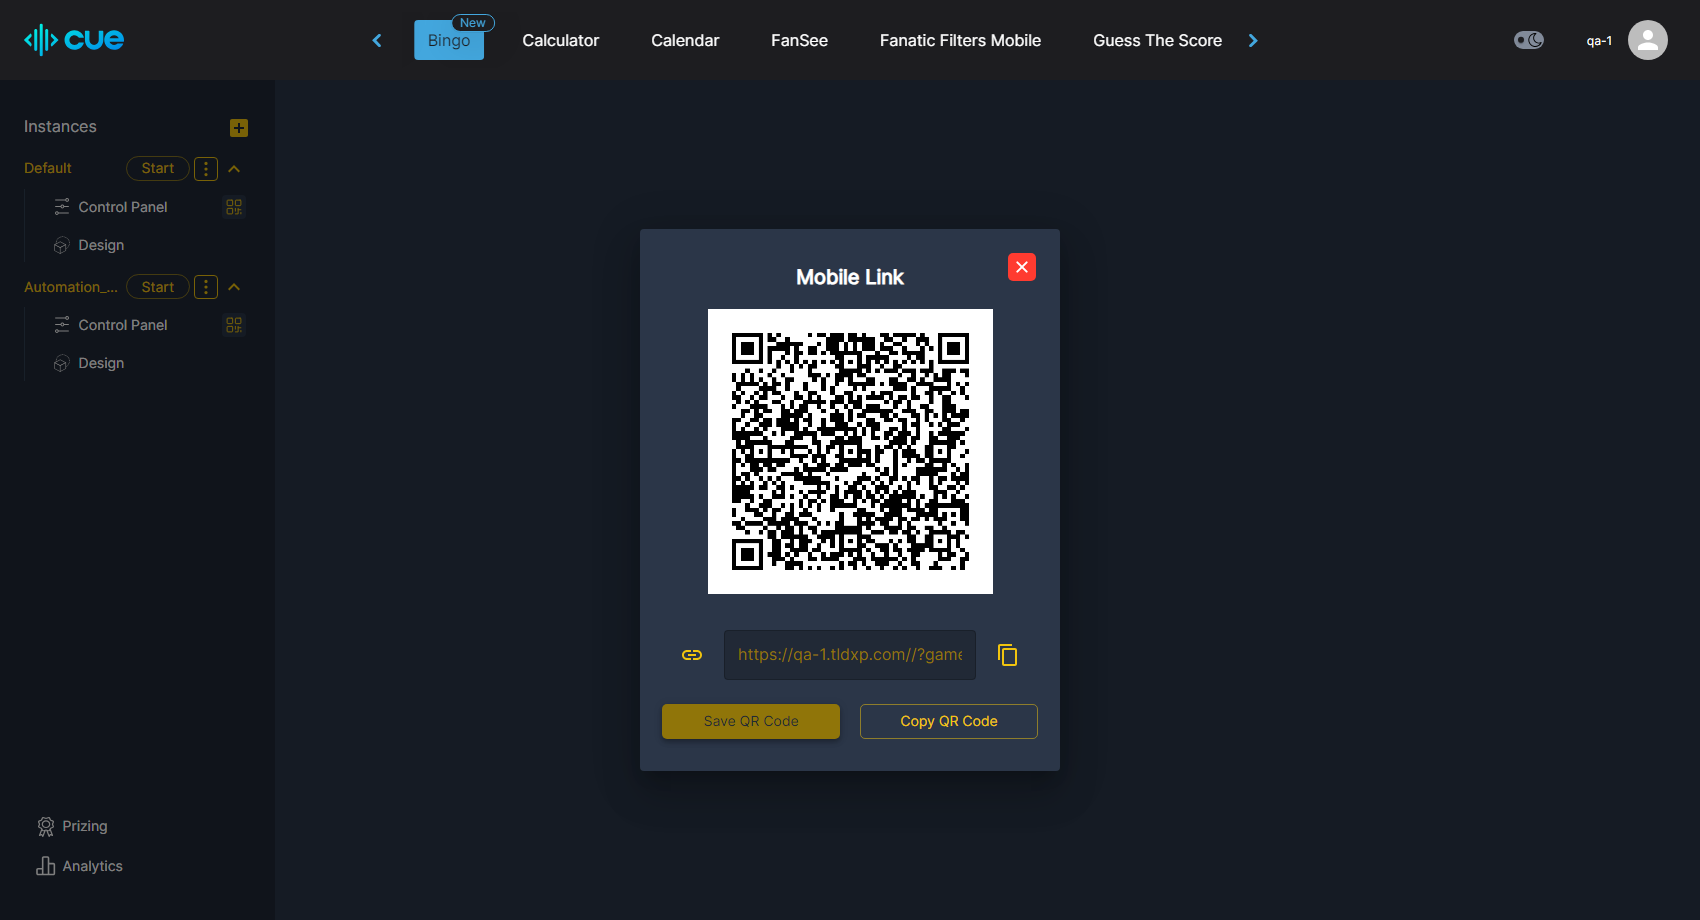 cue
New
Bingo
Calculator
Calendar
FanSee
Fanatic Filters Mobile
Guess The Score
qa-1
Instances
Default
Start
Control Panel
Design
Automation_...
Start
Control Panel
Design
Mobile Link
https://qa-1.tldxp.com//?game
Save QR Code
Copy QR Code
Prizing
Analytics